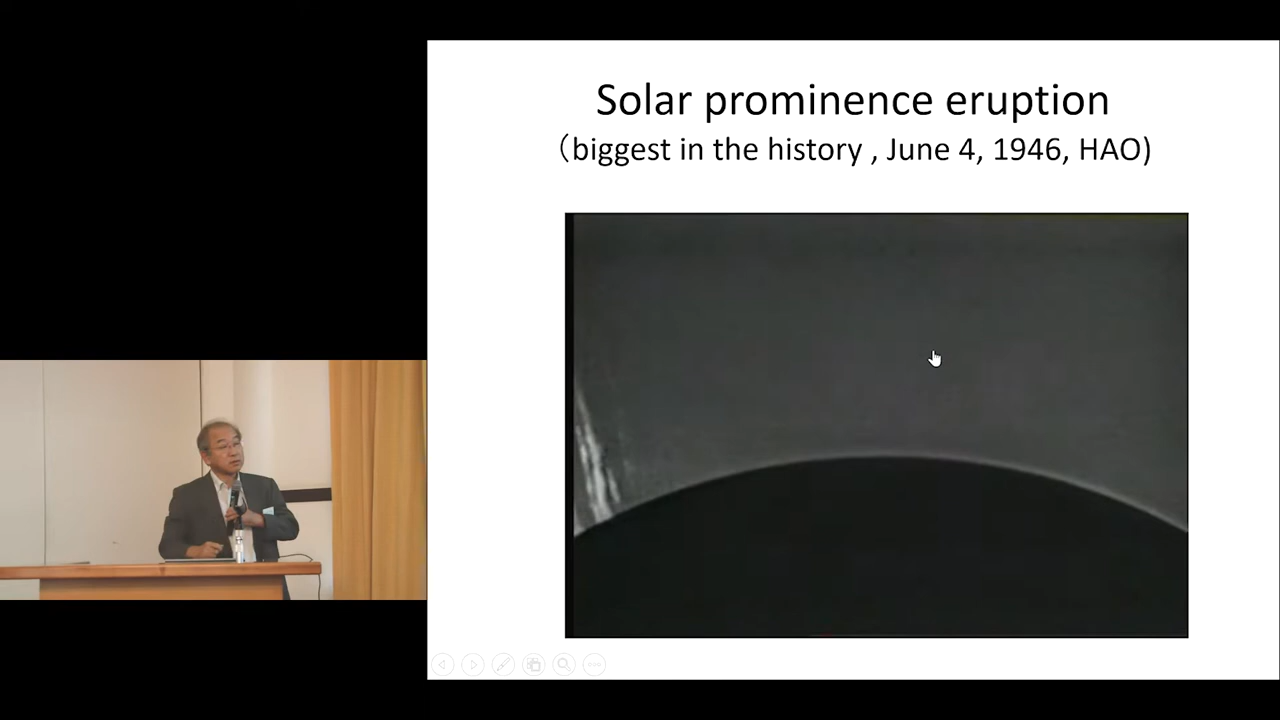 Solar prominence eruption
（biggest in the history , June 4, 1946, HAO)